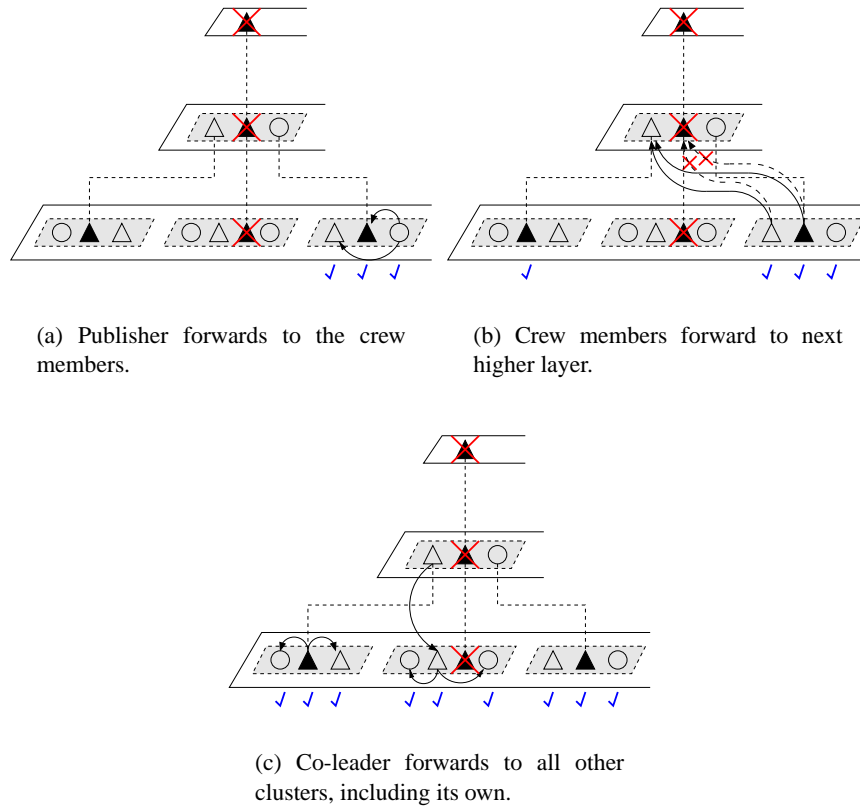 (a) Publisher forwards to the crew
members.
(b) Crew members forward to next
higher layer.
(c) Co-leader forwards to all other
clusters, including its own.